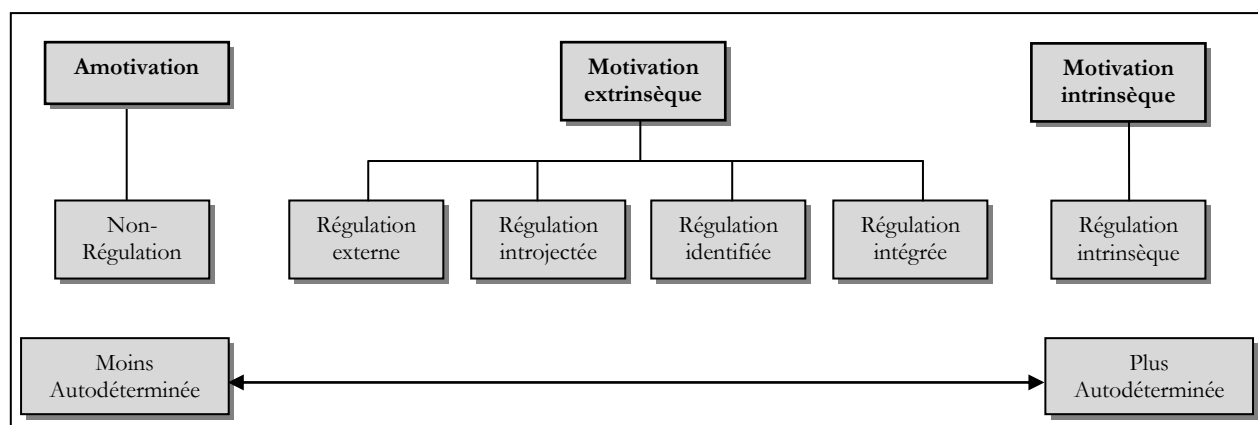 Amotivation
Motivation
extrinsèque
Motivation
intrinsèque
Non-
Régulation
Régulation
externe
Régulation
introjectée
Régulation
identifiée
Régulation
intégrée
Régulation
intrinsèque
Moins
Autodéterminée
Plus
Autodéterminée